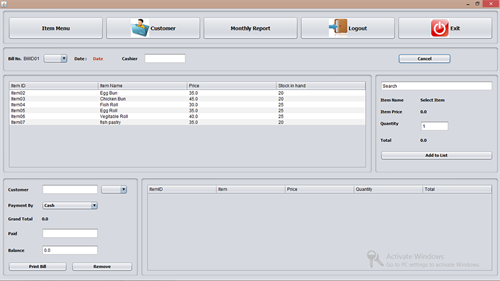 Item Menu Customer Monthly Report Logout Exit
Bill No. BWD01 Date : Date Cashier Cancel
Item ID Item Name Price Stock in hand
Item02 Egg Bun 35.0 20
Item03 Chicken Bun 45.0 20
Item04 Fish Roll 30.0 25
Item05 Egg Roll 35.0 25
Item06 Vegitable Roll 40.0 25
Item07 fish pastry 35.0 20
Search
Item Name Select Item
Item Price 0.0
Quantity 1
Total 0.0
Add to List
Customer
Payment By Cash
Grand Total 0.0
Paid
Balance 0.0
Print Bill Remove
ItemID Item Price Quantity Total
Activate Windows
Go to PC settings to activate Windows.